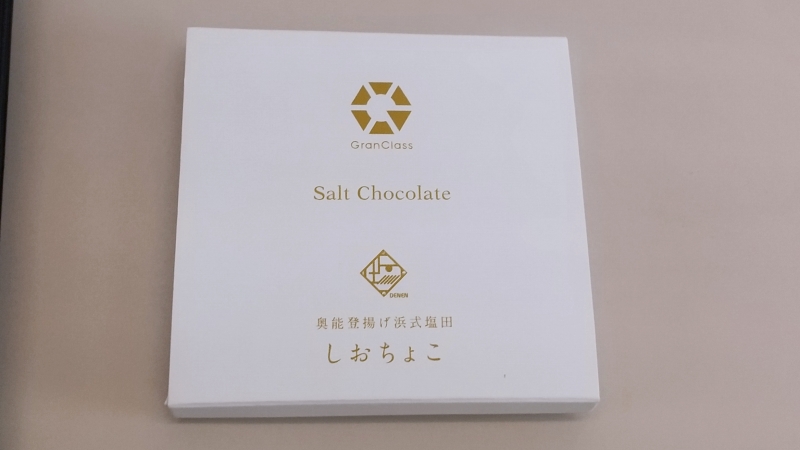 GranClass
Salt Chocolate
DENEN
奥能登揚げ浜式塩田
しおちょこ